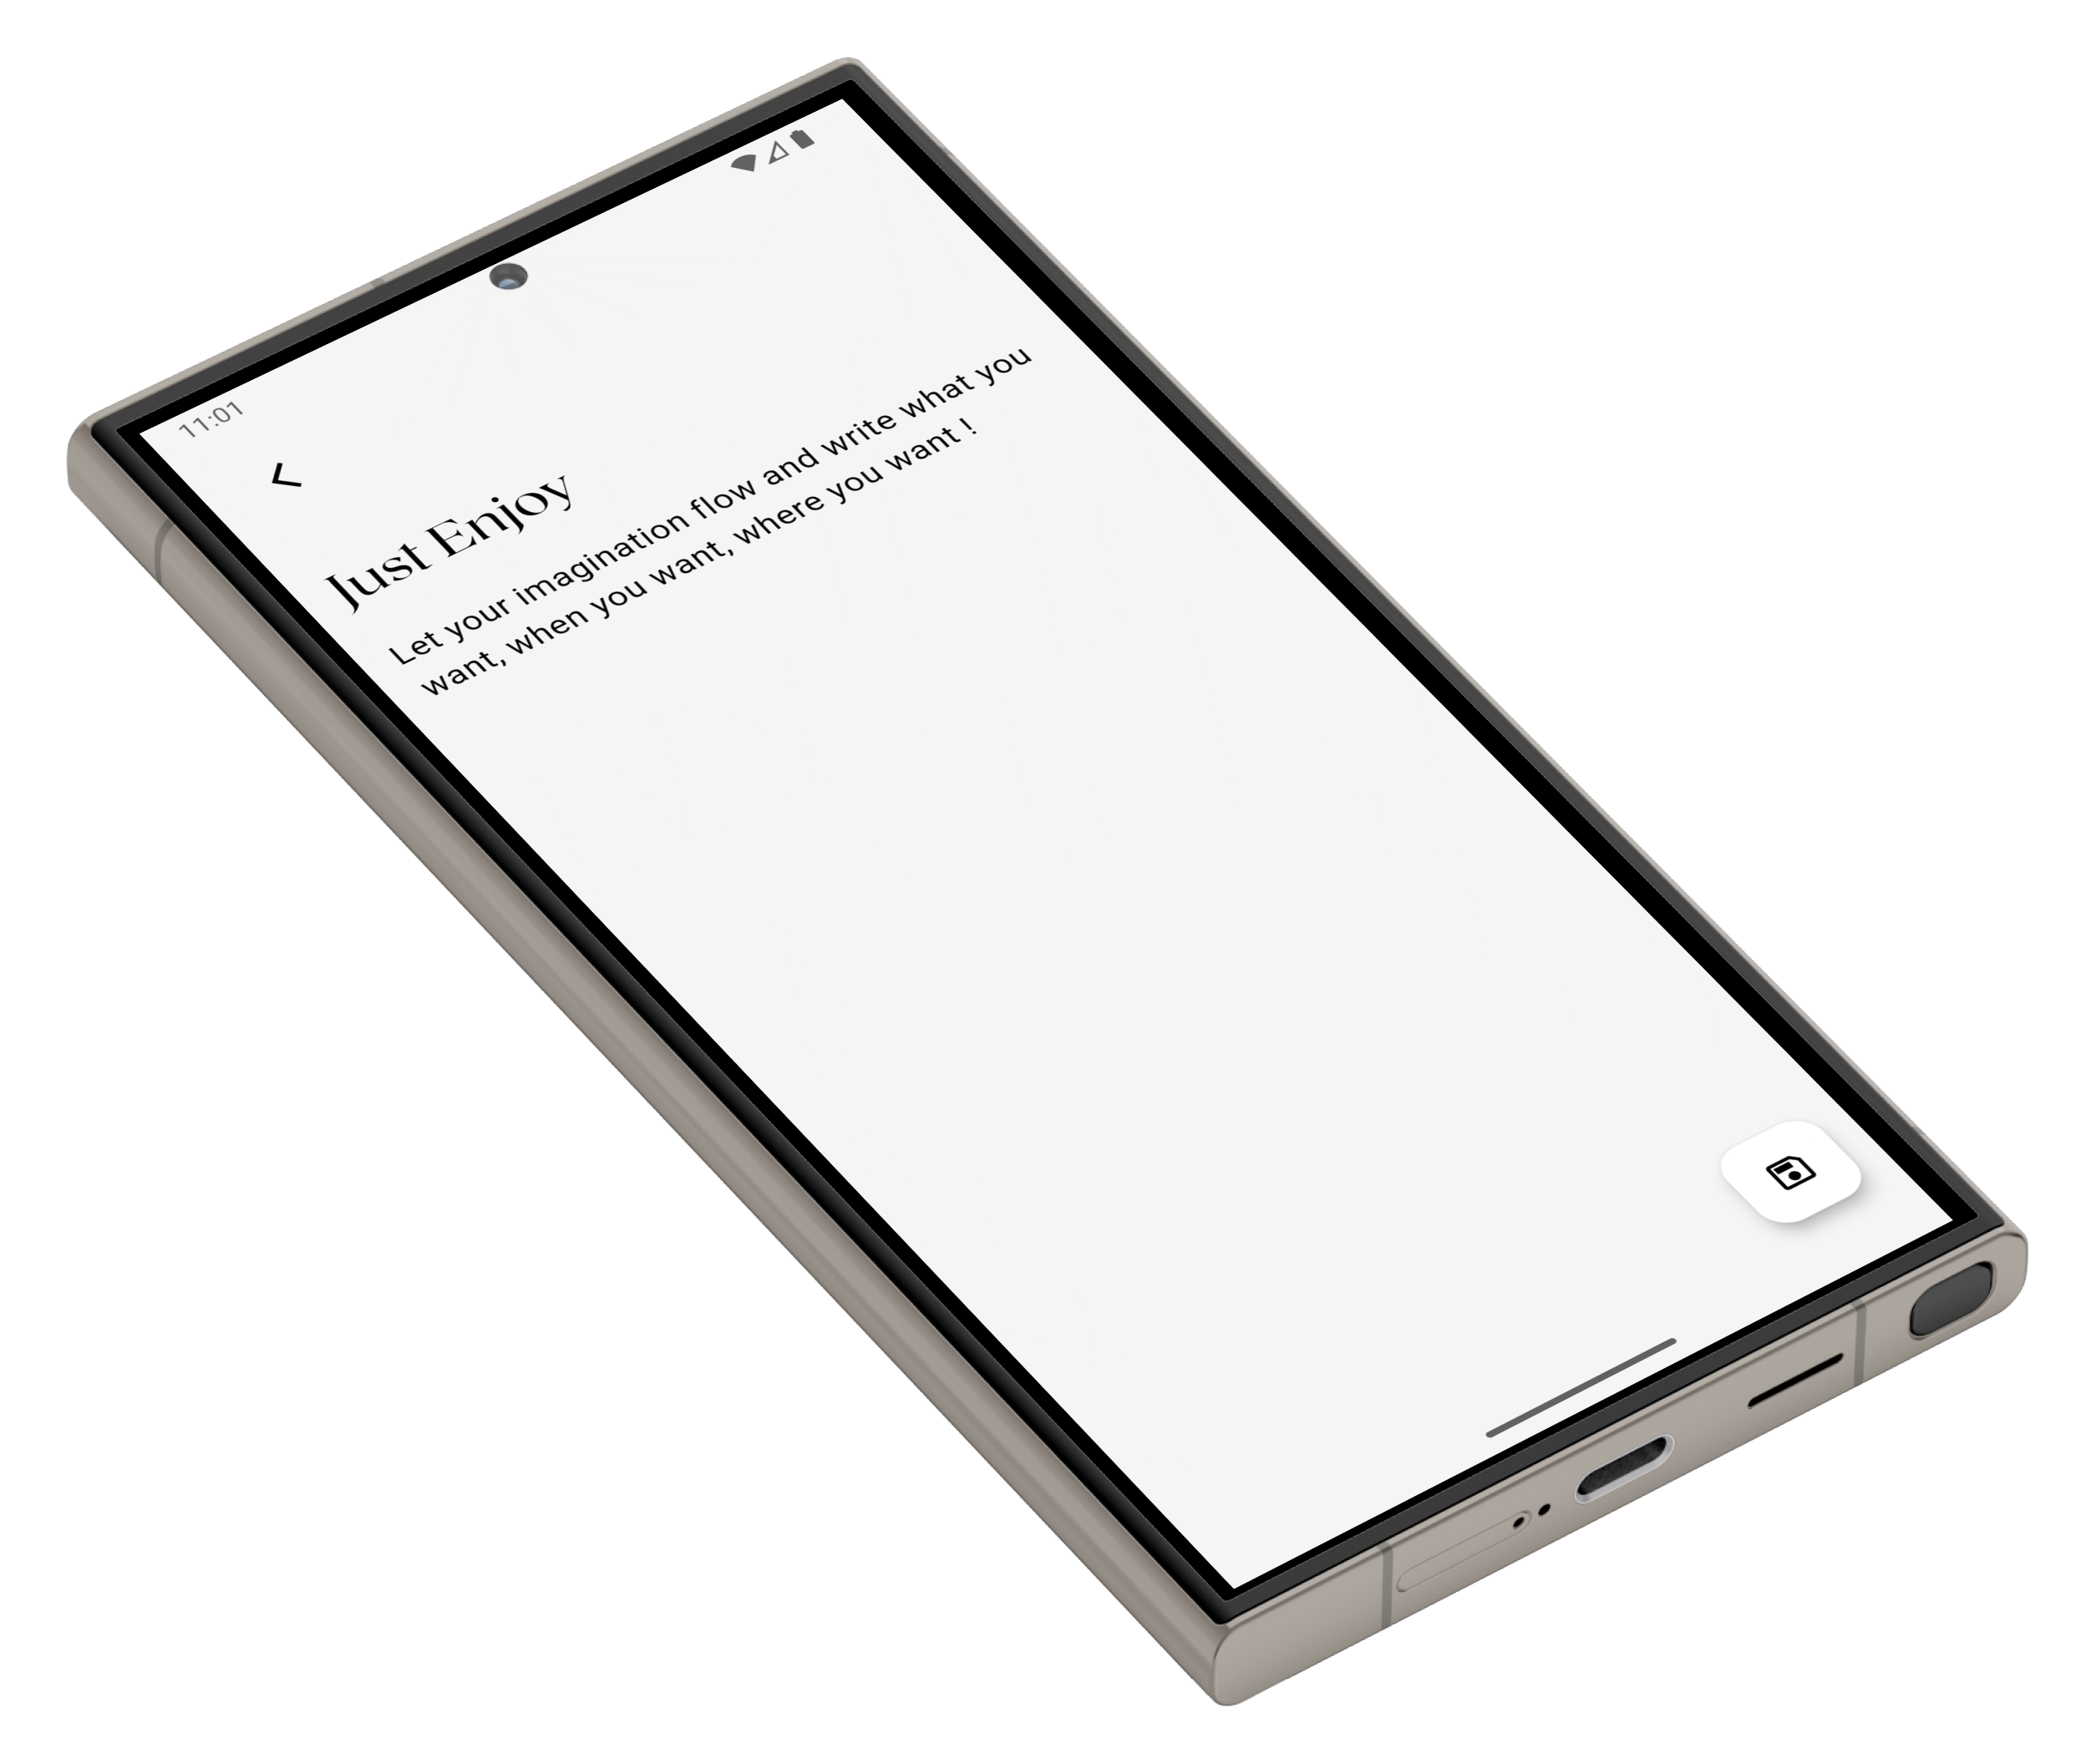 11:01
Just Enjoy
Let your imagination flow and write what you
want, when you want, where you want !